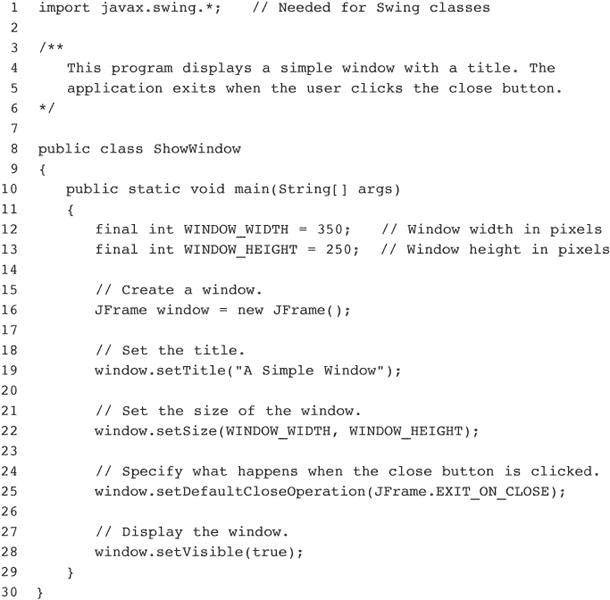 1 import javax.swing.*; // Needed for Swing classes
2
3 /**
4 This program displays a simple window with a title. The
5 application exits when the user clicks the close button.
6 */
7
8 public class ShowWindow
9 {
10 public static void main(String[] args)
11 {
12 final int WINDOW_WIDTH = 350; // Window width in pixels
13 final int WINDOW_HEIGHT = 250; // Window height in pixels
14
15 // Create a window.
16 JFrame window = new JFrame();
17
18 // Set the title.
19 window.setTitle("A Simple Window");
20
21 // Set the size of the window.
22 window.setSize(WINDOW_WIDTH, WINDOW_HEIGHT);
23
24 // Specify what happens when the close button is clicked.
25 window.setDefaultCloseOperation(JFrame.EXIT_ON_CLOSE);
26
27 // Display the window.
28 window.setVisible(true);
29 }
30 }